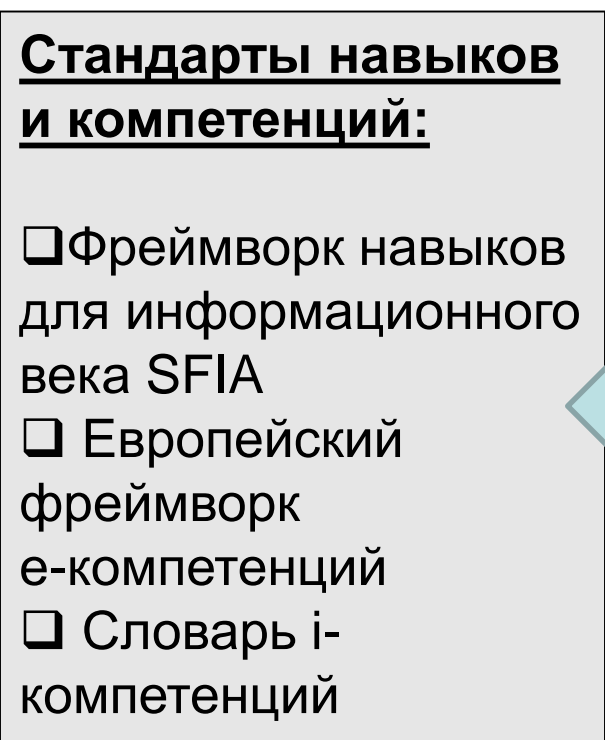 Стандарты навыков
и компетенций:
❑Фреймворк навыков
для информационного
века SFIA
❑ Европейский
фреймворк
е-компетенций
❑ Словарь i-
компетенций